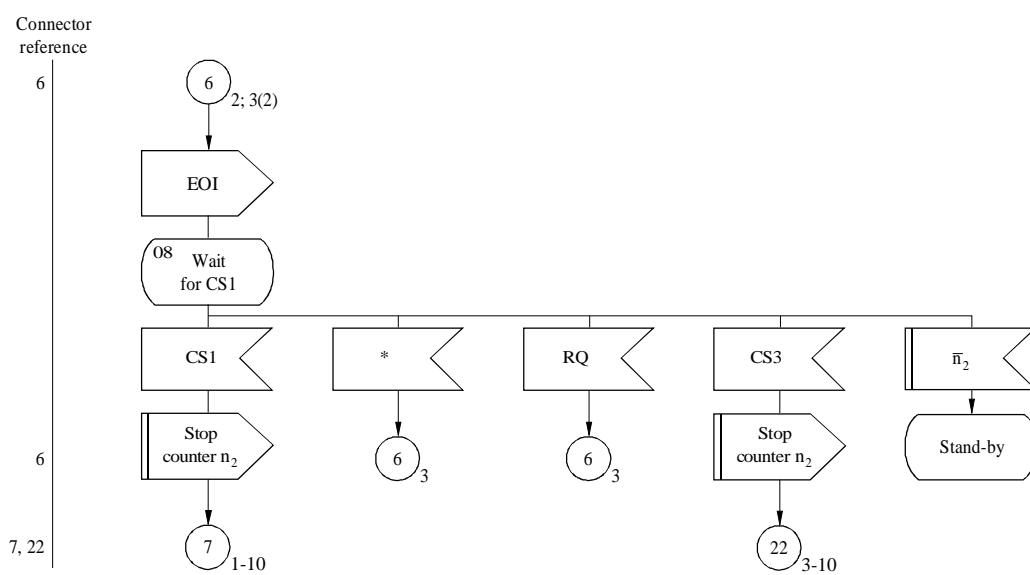 Connector
reference
6
6
2; 3(2)
EOI
08
Wait
for CS1
CS1
*
RQ
CS3
n̅₂
Stop
counter n₂
Stop
counter n₂
Stand-by
6
6
3
6
3
7, 22
7
1-10
22
3-10